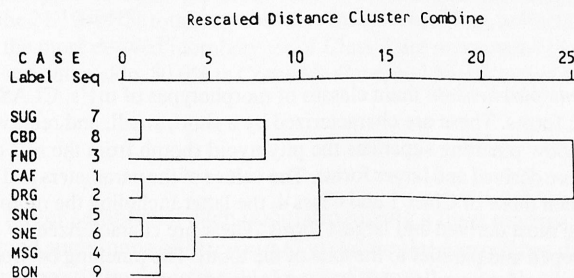 Rescaled Distance Cluster Combine
C A S E 0 5 10 15 20 25
Label Seq
SUG 7
CBD 8
FND 3
CAF 1
DRG 2
SNC 5
SNE 6
MSG 4
BON 9